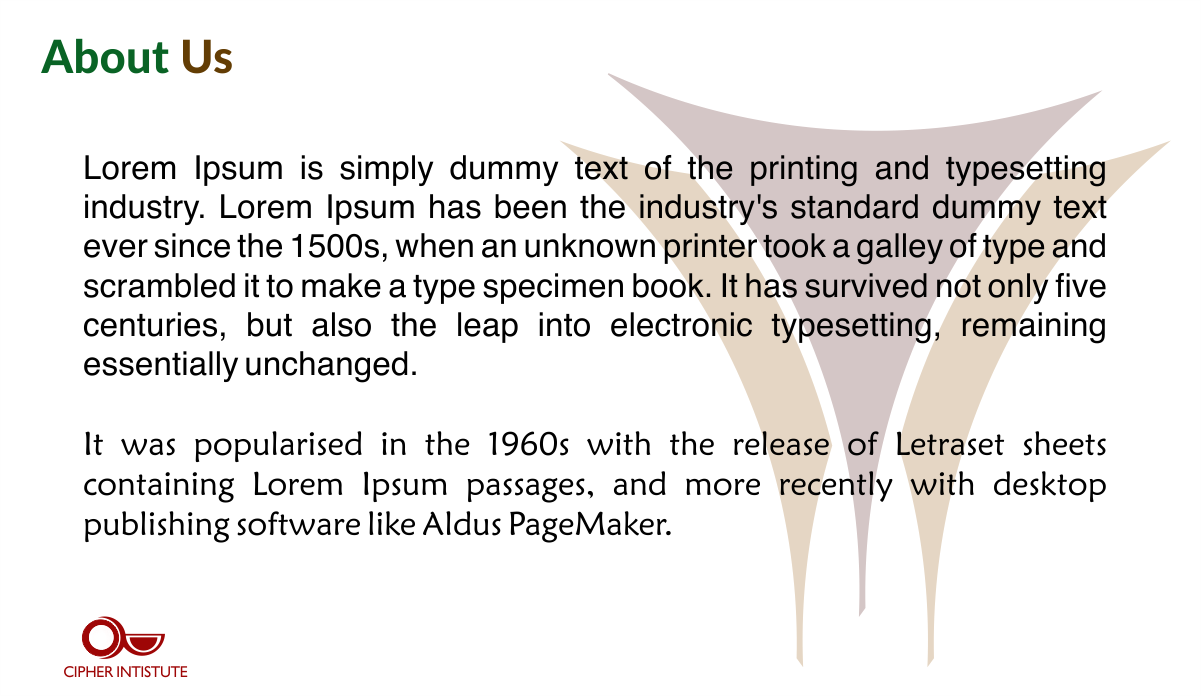 About Us
Lorem Ipsum is simply dummy text of the printing and typesetting
industry. Lorem Ipsum has been the industry's standard dummy text
ever since the 1500s, when an unknown printer took a galley of type and
scrambled it to make a type specimen book. It has survived not only five
centuries, but also the leap into electronic typesetting, remaining
essentially unchanged.
It was popularised in the 1960s with the release of Letraset sheets
containing Lorem Ipsum passages, and more recently with desktop
publishing software like Aldus PageMaker.
CIPHER INTISTUTE